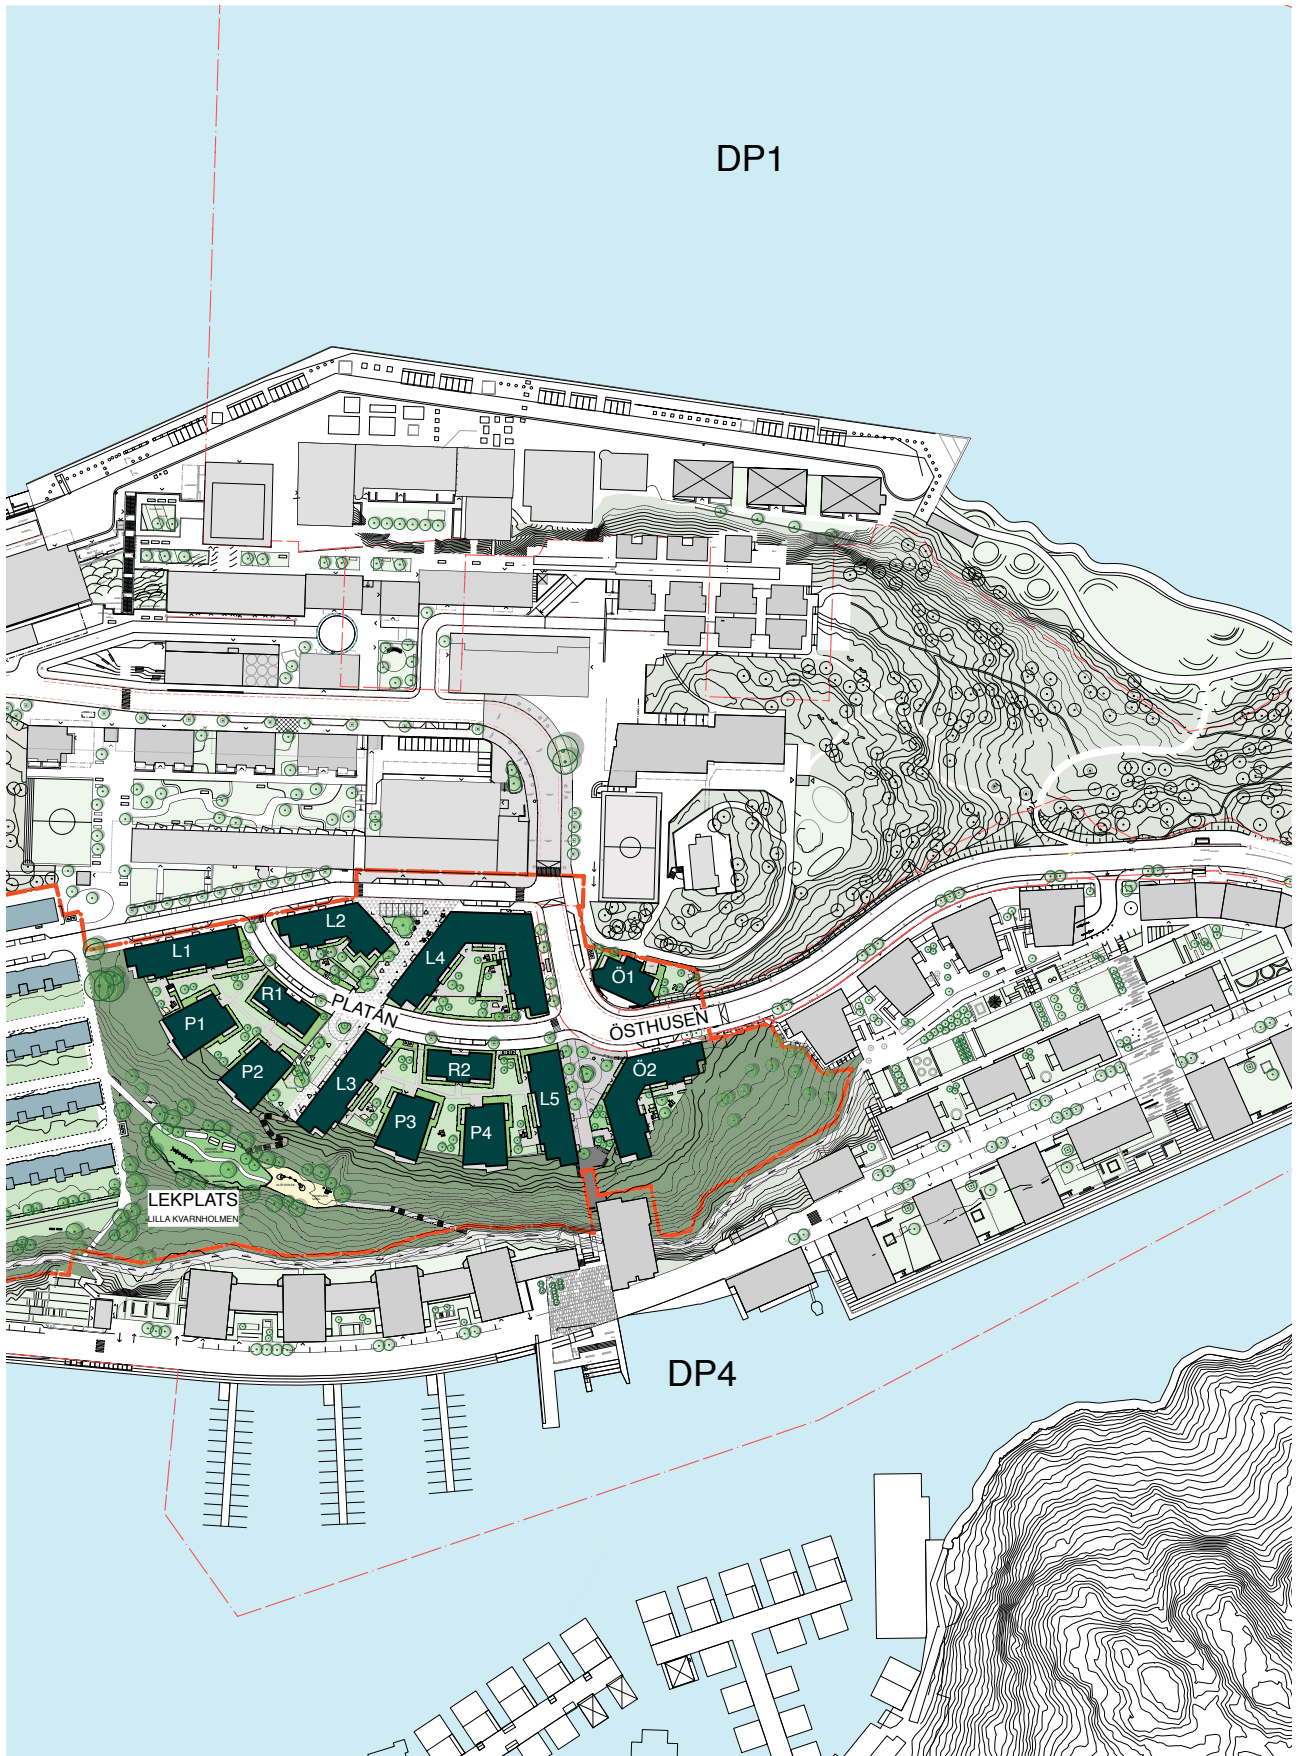 DP1
L2
L1
L4
Ö1
R1
PLATÅN
P1
ÖSTHUSEN
P2
L3
R2
Ö2
L5
P3
P4
LEKPLATS
LILLA KVARNHOLMEN
DP4